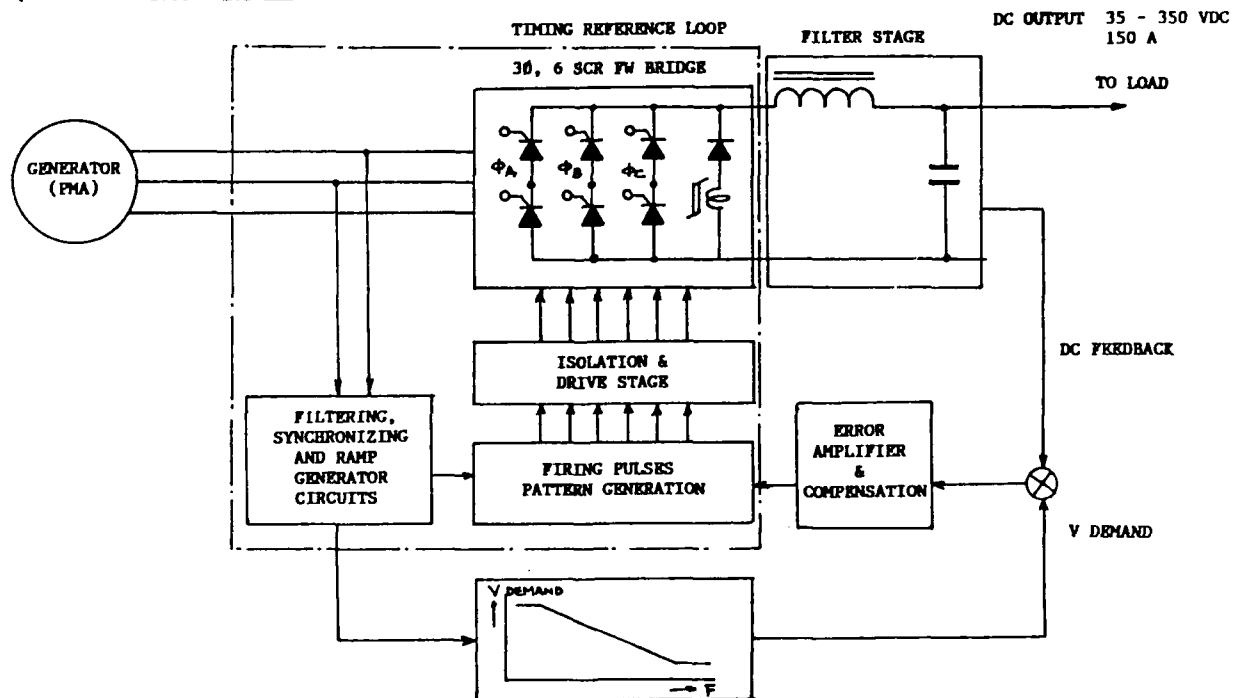 DC OUTPUT 35 - 350 VDC
150 A
TIMING REFERENCE LOOP
FILTER STAGE
3Ø, 6 SCR FW BRIDGE
TO LOAD
GENERATOR
(PMA)
ΦA
ΦB
ΦC
ISOLATION &
DRIVE STAGE
DC FEEDBACK
FILTERING,
SYNCHRONIZING
AND RAMP
GENERATOR
CIRCUITS
FIRING PULSES
PATTERN GENERATION
ERROR
AMPLIFIER
&
COMPENSATION
V DEMAND
V DEMAND
F